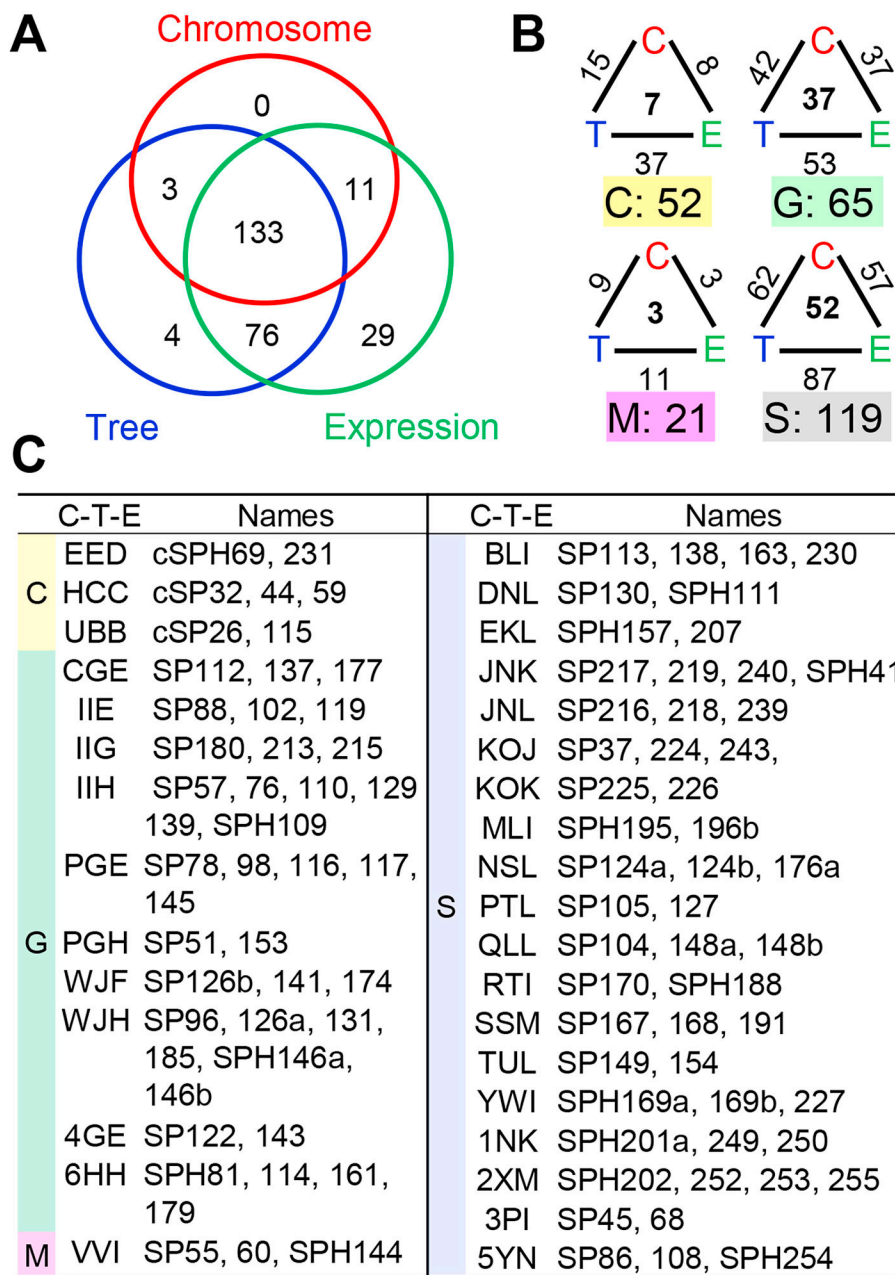 A
Chromosome
0
3
11
133
4
76
29
Tree
Expression
B
15
C
8
7
T
E
37
C: 52
42
C
37
37
T
E
53
G: 65
9
C
3
3
T
E
11
M: 21
62
C
57
52
T
E
87
S: 119
C
C-T-E Names
C
EED cSPH69, 231
HCC cSP32, 44, 59
UBB cSP26, 115
G
CGE SP112, 137, 177
IIE SP88, 102, 119
IIG SP180, 213, 215
IIH SP57, 76, 110, 129
139, SPH109
PGE SP78, 98, 116, 117,
145
PGH SP51, 153
WJF SP126b, 141, 174
WJH SP96, 126a, 131,
185, SPH146a,
146b
4GE SP122, 143
6HH SPH81, 114, 161,
179
M
VVI SP55, 60, SPH144
C-T-E Names
S
BLI SP113, 138, 163, 230
DNL SP130, SPH111
EKL SPH157, 207
JNK SP217, 219, 240, SPH41
JNL SP216, 218, 239
KOJ SP37, 224, 243,
KOK SP225, 226
MLI SPH195, 196b
NSL SP124a, 124b, 176a
PTL SP105, 127
QLL SP104, 148a, 148b
RTI SP170, SPH188
SSM SP167, 168, 191
TUL SP149, 154
YWI SPH169a, 169b, 227
1NK SPH201a, 249, 250
2XM SPH202, 252, 253, 255
3PI SP45, 68
5YN SP86, 108, SPH254